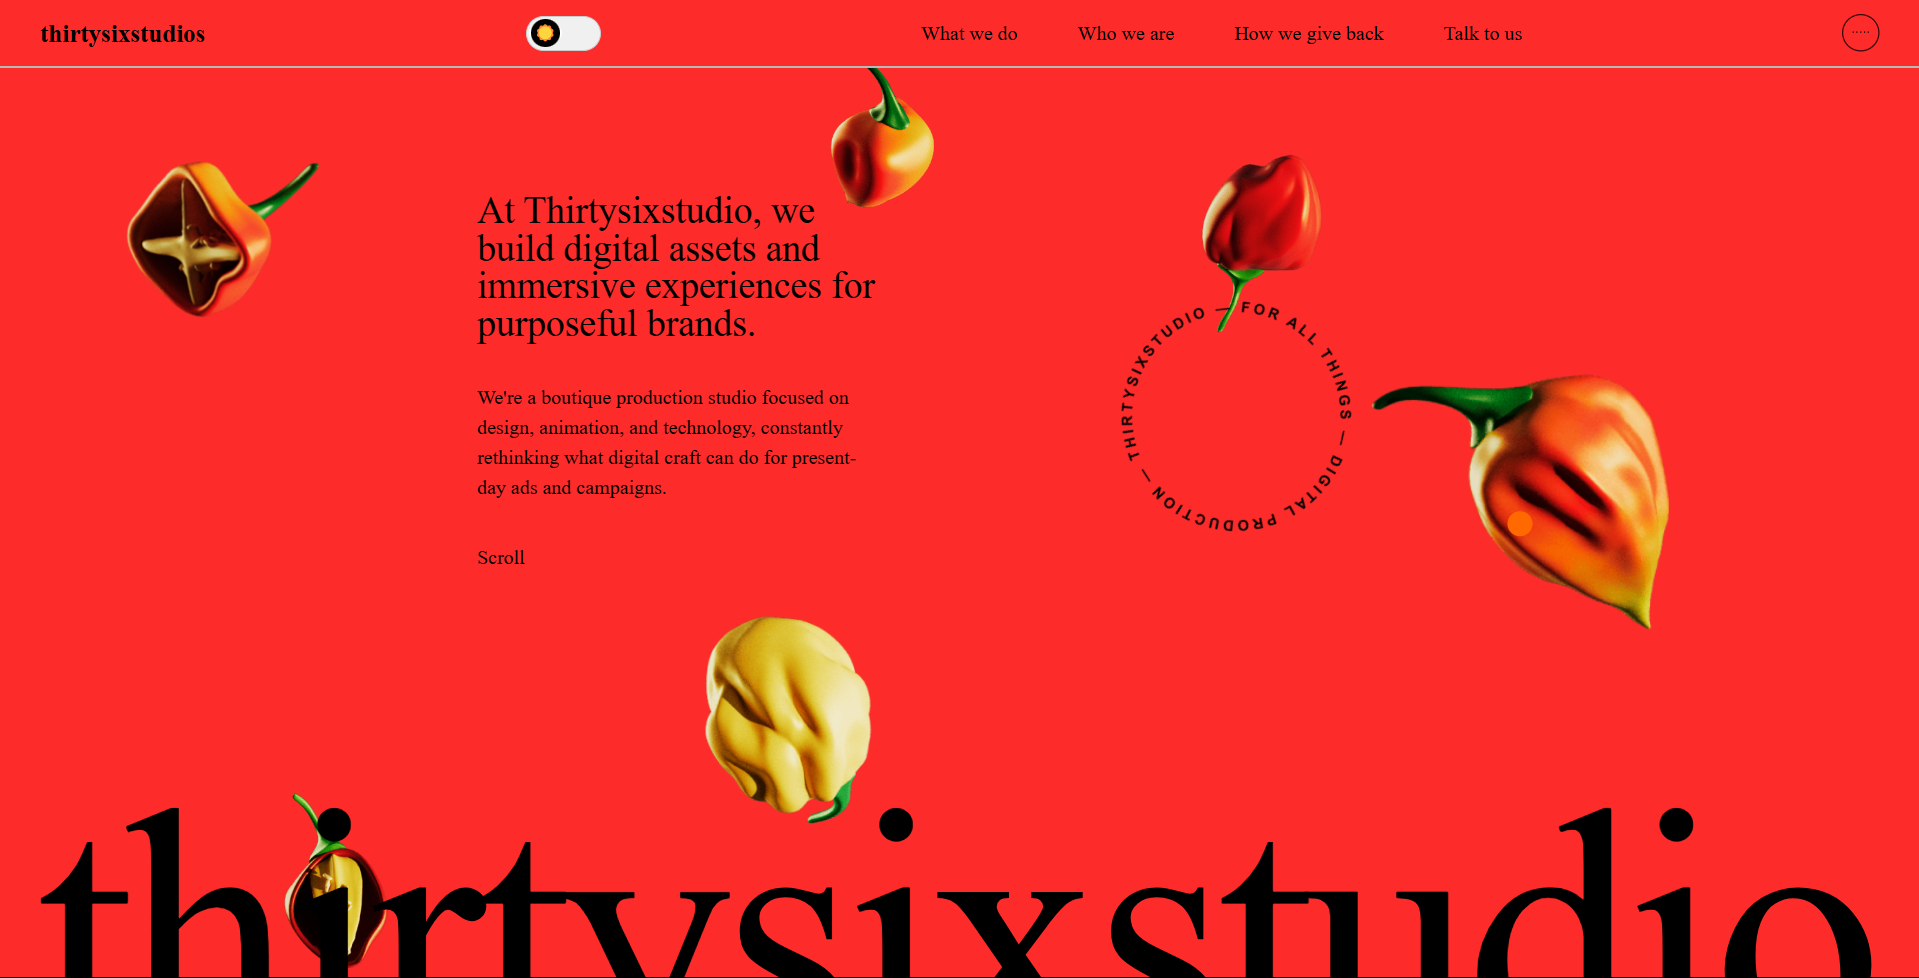 thirtysixstudios
What we do
Who we are
How we give back
Talk to us
.....
At Thirtysixstudio, we
build digital assets and
immersive experiences for
purposeful brands.
We're a boutique production studio focused on
design, animation, and technology, constantly
rethinking what digital craft can do for present-
day ads and campaigns.
Scroll
THIRTYSIXSTUDIO — FOR ALL THINGS — DIGITAL PRODUCTION —
thirtysixstudio